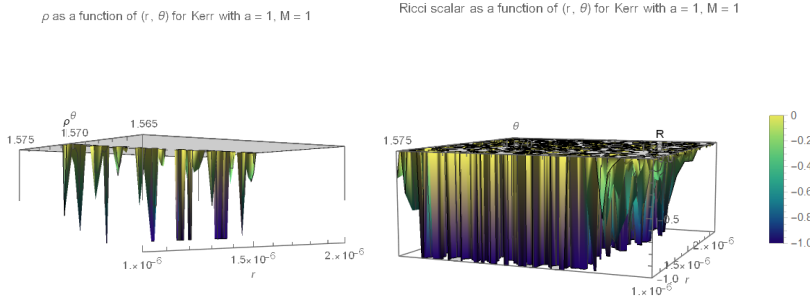 ρ as a function of (r, θ) for Kerr with a = 1, M = 1
Ricci scalar as a function of (r, θ) for Kerr with a = 1, M = 1
ρ θ
1.575
1.570
1.565
1.×10⁻⁶
1.5×10⁻⁶
2.×10⁻⁶
r
θ
1.575
R
-0.5
-1.0
r
2.×10⁻⁶
1.5×10⁻⁶
1.×10⁻⁶
0
-0.2
-0.4
-0.6
-0.8
-1.0